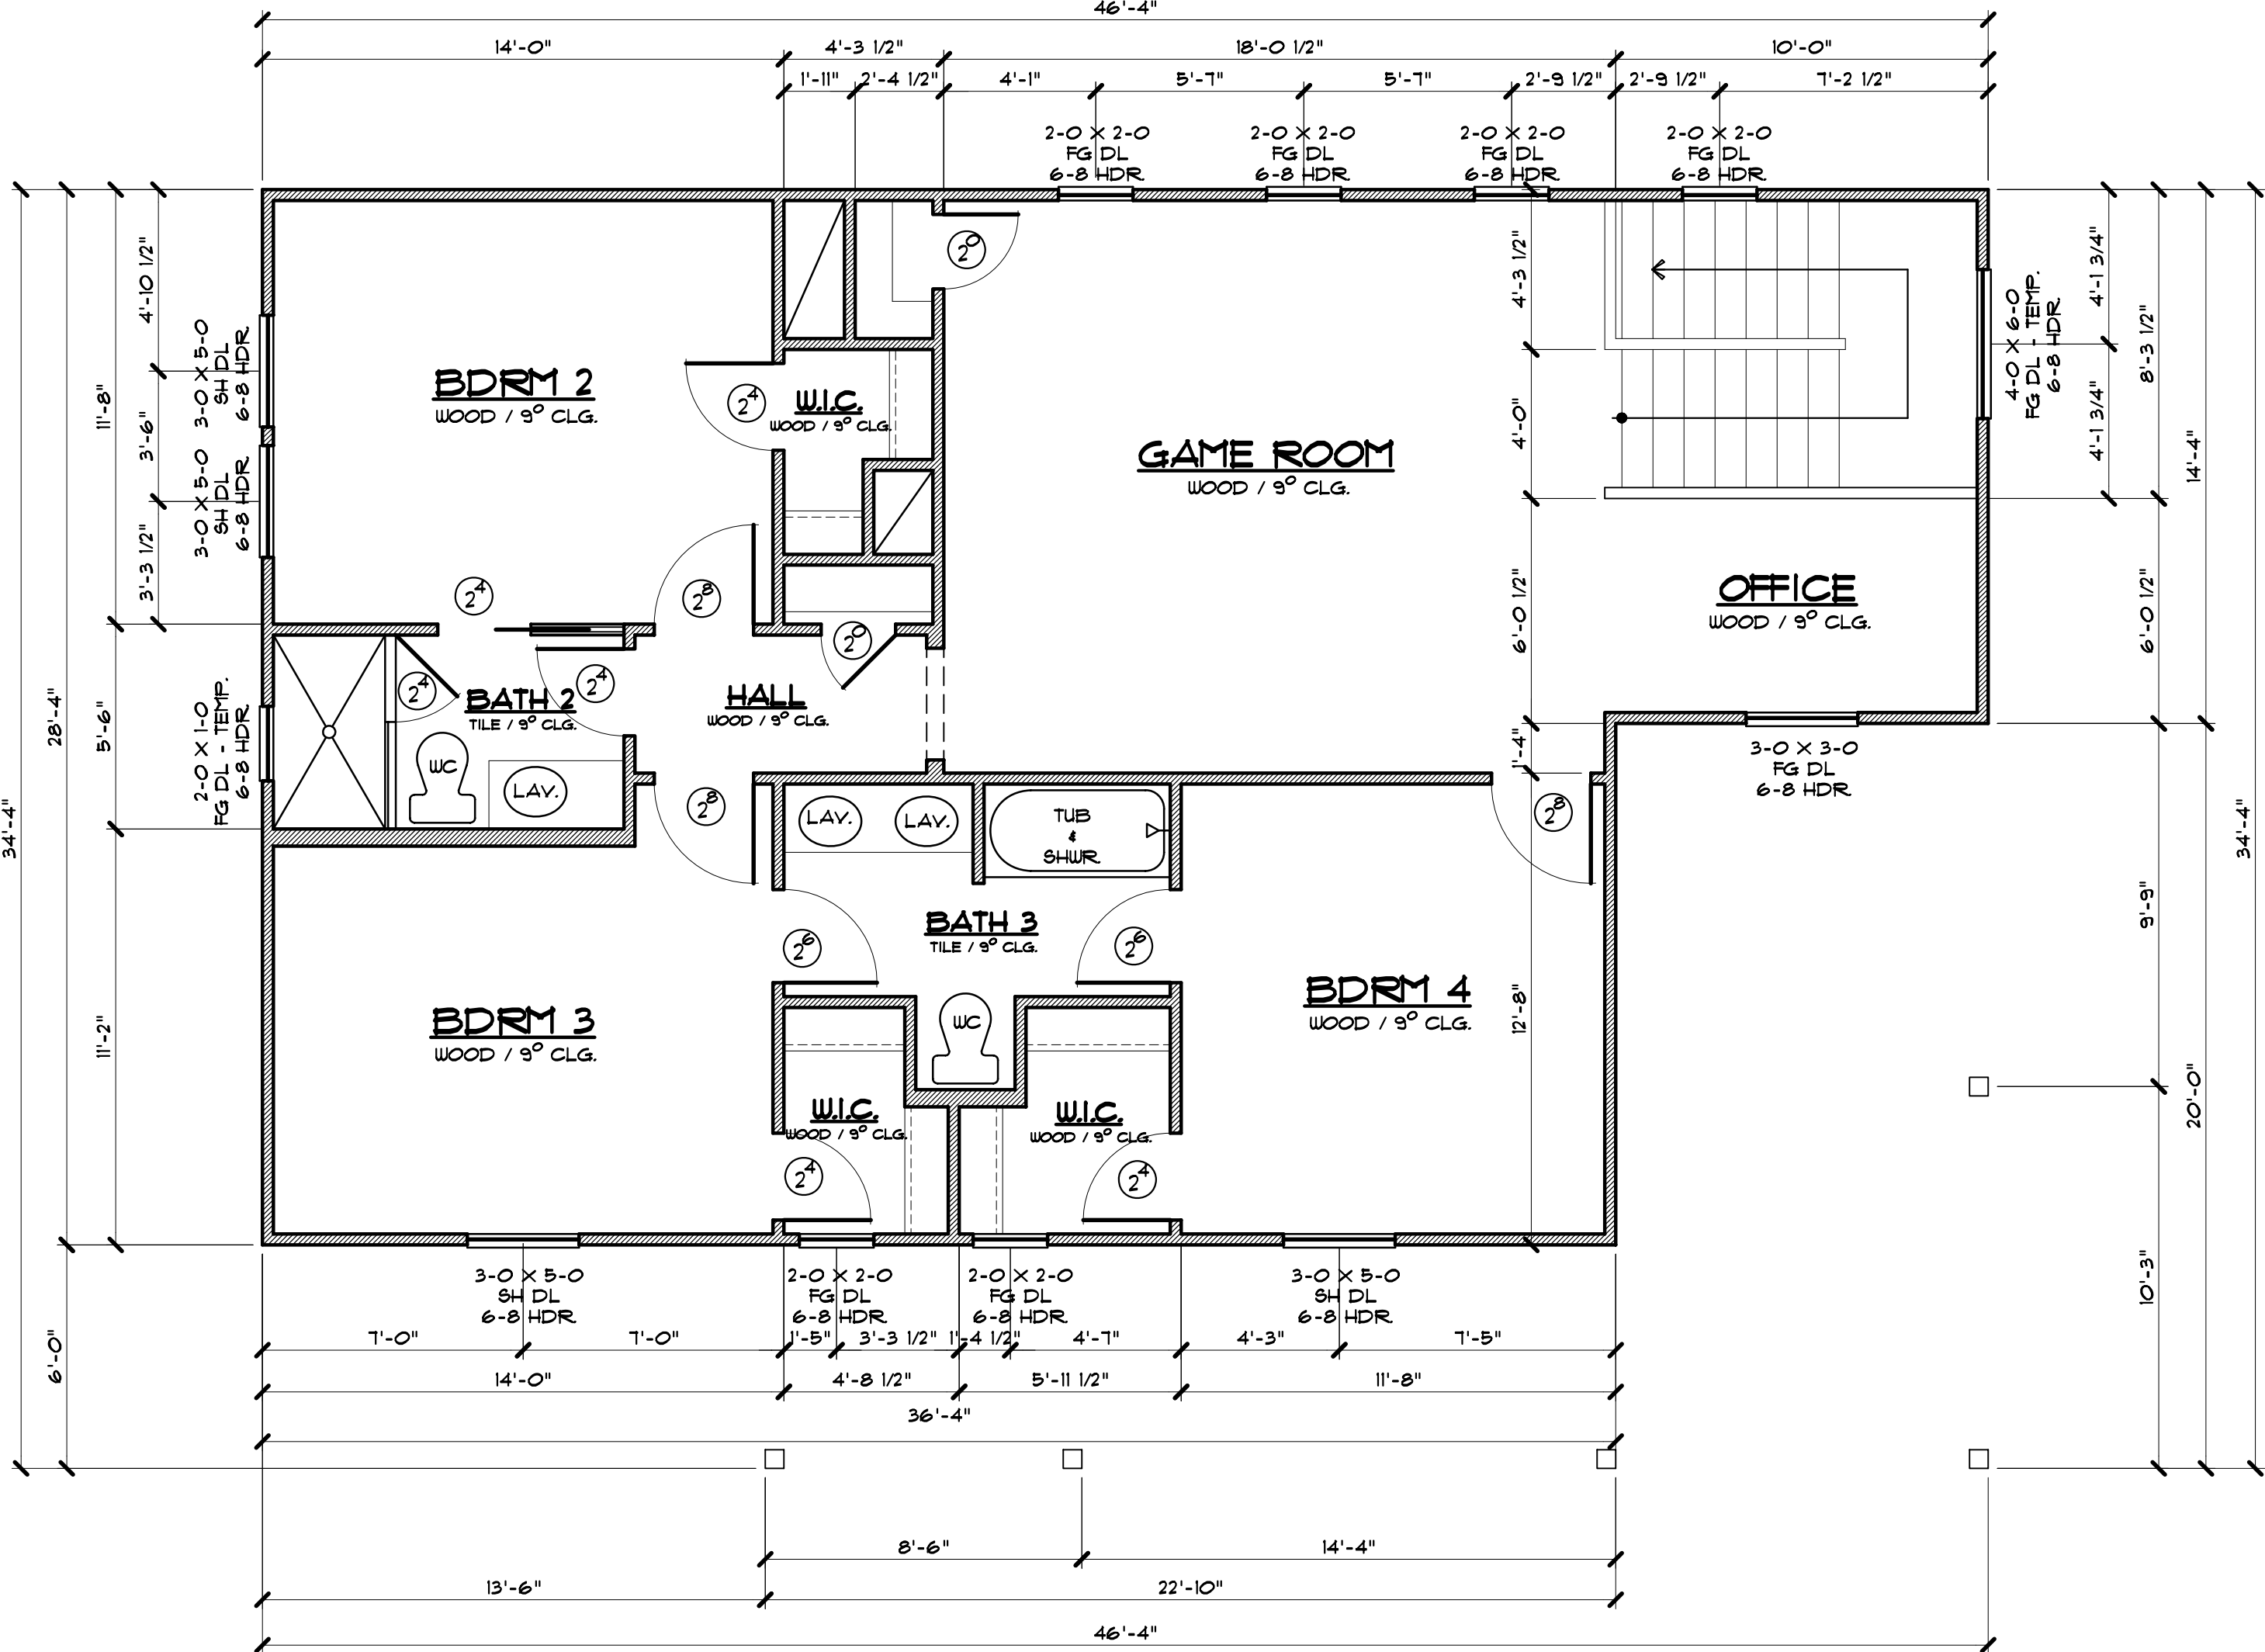 46'-4"
14'-0"
4'-3 1/2"
18'-0 1/2"
10'-0"
1'-11"
2'-4 1/2"
4'-1"
5'-7"
5'-7"
2'-9 1/2"
2'-9 1/2"
7'-2 1/2"
2-0 X 2-0
FG DL
6-8 HDR.
2-0 X 2-0
FG DL
6-8 HDR.
2-0 X 2-0
FG DL
6-8 HDR.
2-0 X 2-0
FG DL
6-8 HDR.
34'-4"
28'-4"
6'-0"
11'-8"
5'-6"
11'-2"
4'-10 1/2"
3'-6"
3'-3 1/2"
3-0 X 5-0
SH DL
6-8 HDR.
3-0 X 5-0
SH DL
6-8 HDR.
2-0 X 1-0
FG DL - TEMP.
6-8 HDR.
BDRM 2
WOOD / 9⁰ CLG.
2⁴
W.I.C.
WOOD / 9⁰ CLG.
2⁰
GAME ROOM
WOOD / 9⁰ CLG.
4'-3 1/2"
4'-0"
6'-0 1/2"
1'-4"
12'-8"
4-0 X 6-0
FG DL - TEMP.
6-8 HDR.
4'-1 3/4"
4'-1 3/4"
8'-3 1/2"
6'-0 1/2"
9'-9"
10'-3"
14'-4"
20'-0"
34'-4"
OFFICE
WOOD / 9⁰ CLG.
3-0 X 3-0
FG DL
6-8 HDR.
2⁴
2⁸
2⁰
2⁴
2⁴
BATH 2
TILE / 9⁰ CLG.
WC
LAV.
HALL
WOOD / 9⁰ CLG.
2⁸
LAV.
LAV.
TUB
&
SHWR.
2⁸
BATH 3
TILE / 9⁰ CLG.
2⁶
2⁶
WC
BDRM 3
WOOD / 9⁰ CLG.
BDRM 4
WOOD / 9⁰ CLG.
W.I.C.
WOOD / 9⁰ CLG.
W.I.C.
WOOD / 9⁰ CLG.
2⁴
2⁴
3-0 X 5-0
SH DL
6-8 HDR.
2-0 X 2-0
FG DL
6-8 HDR.
2-0 X 2-0
FG DL
6-8 HDR.
3-0 X 5-0
SH DL
6-8 HDR.
7'-0"
7'-0"
1'-5"
3'-3 1/2"
1'-4 1/2"
4'-7"
4'-3"
7'-5"
14'-0"
4'-8 1/2"
5'-11 1/2"
11'-8"
36'-4"
8'-6"
14'-4"
13'-6"
22'-10"
46'-4"